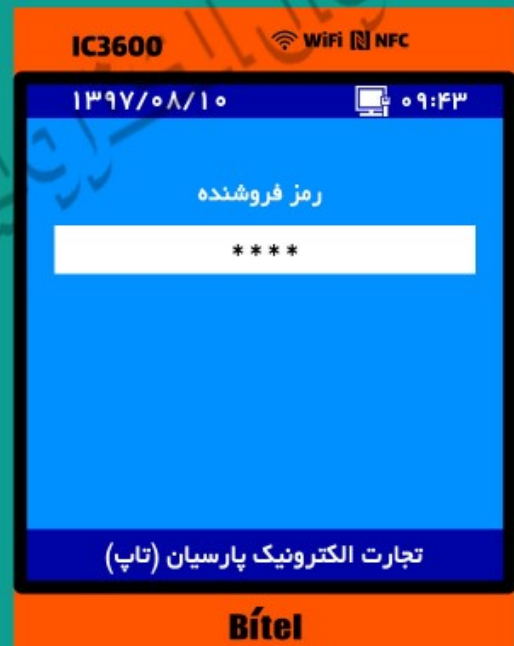 IC3600 WiFi NFC
۱۳۹۷/۰۸/۱۰ ۰۹:۴۳
رمز فروشنده
****
تجارت الکترونیک پارسیان (تاپ)
Bitel